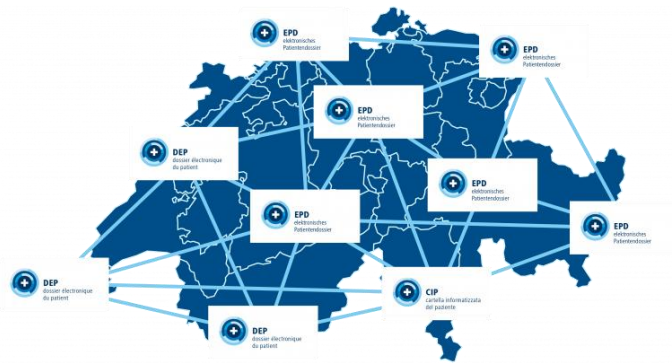 EPD
elektronisches
Patientendossier
EPD
elektronisches
Patientendossier
EPD
elektronisches
Patientendossier
DEP
dossier électronique
du patient
EPD
elektronisches
Patientendossier
EPD
elektronisches
Patientendossier
EPD
elektronisches
Patientendossier
DEP
dossier électronique
du patient
CIP
cartella informatizzata
del paziente
DEP
dossier électronique
du patient